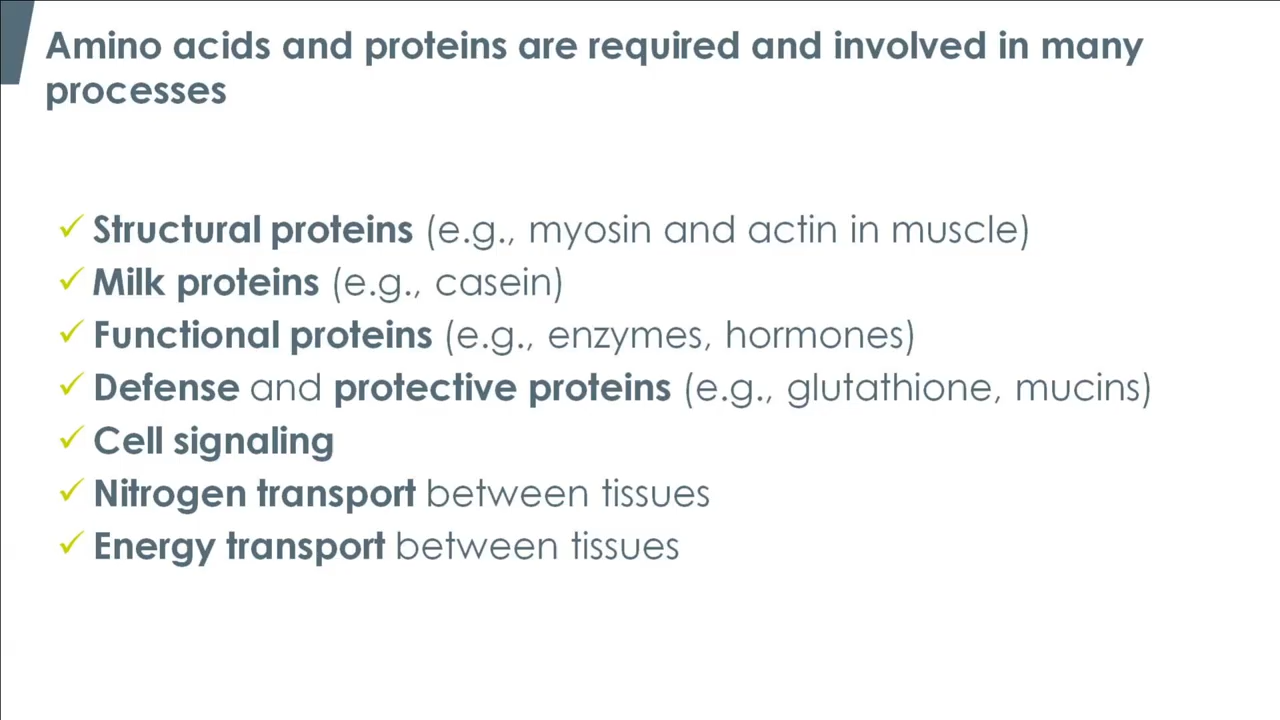 Amino acids and proteins are required and involved in many
processes
✓ Structural proteins (e.g., myosin and actin in muscle)
✓ Milk proteins (e.g., casein)
✓ Functional proteins (e.g., enzymes, hormones)
✓ Defense and protective proteins (e.g., glutathione, mucins)
✓ Cell signaling
✓ Nitrogen transport between tissues
✓ Energy transport between tissues